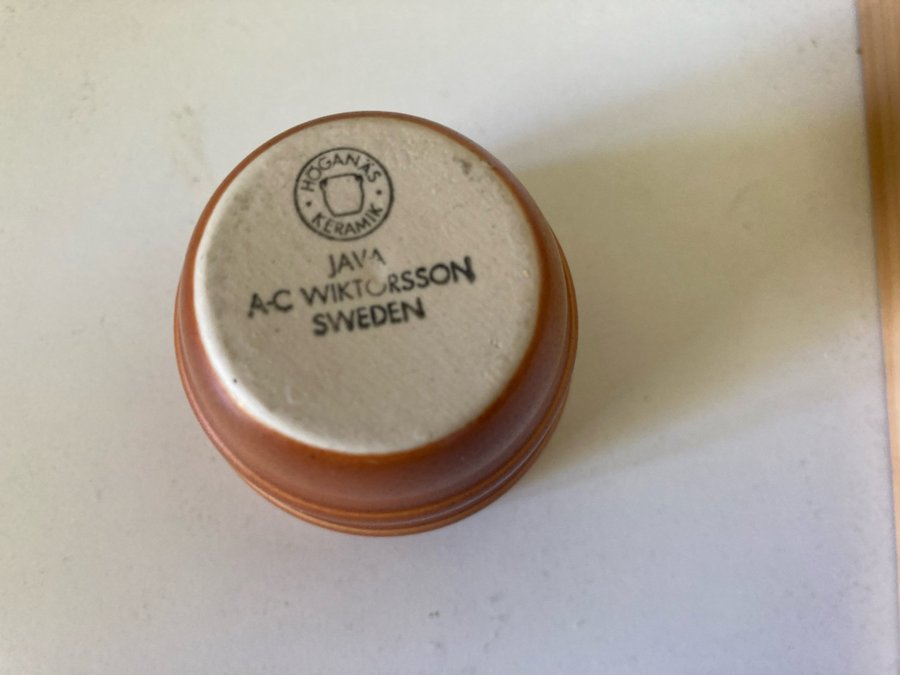 HÖGANÄS
KERAMIK
JAVA
A-C WIKTORSSON
SWEDEN